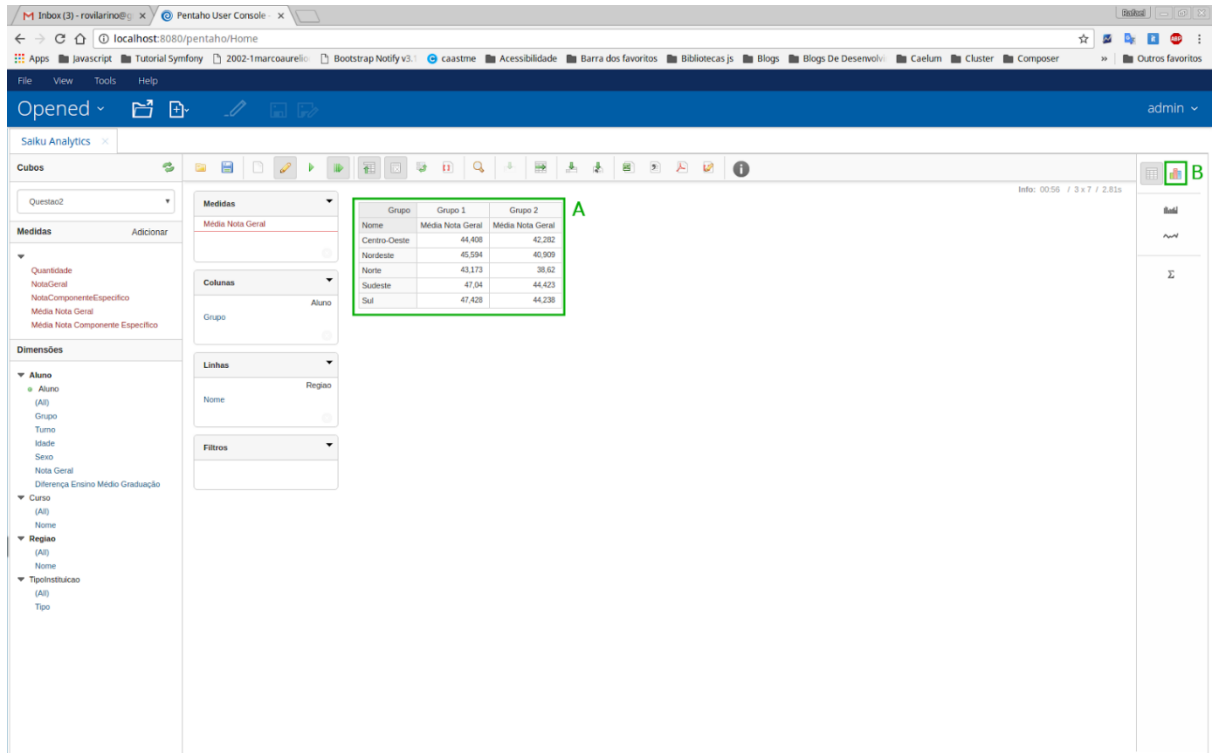 Inbox (3) - rovilarino@g
Pentaho User Console -
Rafael
localhost:8080/pentaho/Home
Apps Javascript Tutorial Symfony 2002-1marcoaurelio Bootstrap Notify v3.1 caastme Acessibilidade Barra dos favoritos Bibliotecas js Blogs Blogs De Desenvolvi Caelum Cluster Composer » Outros favoritos
File View Tools Help
Opened
admin
Saiku Analytics
Cubos
Questao2
Medidas Adicionar
Quantidade
NotaGeral
NotaComponenteEspecifico
Média Nota Geral
Média Nota Componente Específico
Dimensões
Aluno
Aluno
(All)
Grupo
Turno
Idade
Sexo
Nota Geral
Diferença Ensino Médio Graduação
Curso
(All)
Nome
Regiao
(All)
Nome
TipoInstituicao
(All)
Tipo
Medidas
Média Nota Geral
Colunas
Aluno
Grupo
Linhas
Regiao
Nome
Filtros
Info: 00:56 / 3 x 7 / 2.81s
Grupo Grupo 1 Grupo 2
Nome Média Nota Geral Média Nota Geral
Centro-Oeste 44,408 42,282
Nordeste 45,594 40,909
Norte 43,173 38,62
Sudeste 47,04 44,423
Sul 47,428 44,238
A
B
Σ